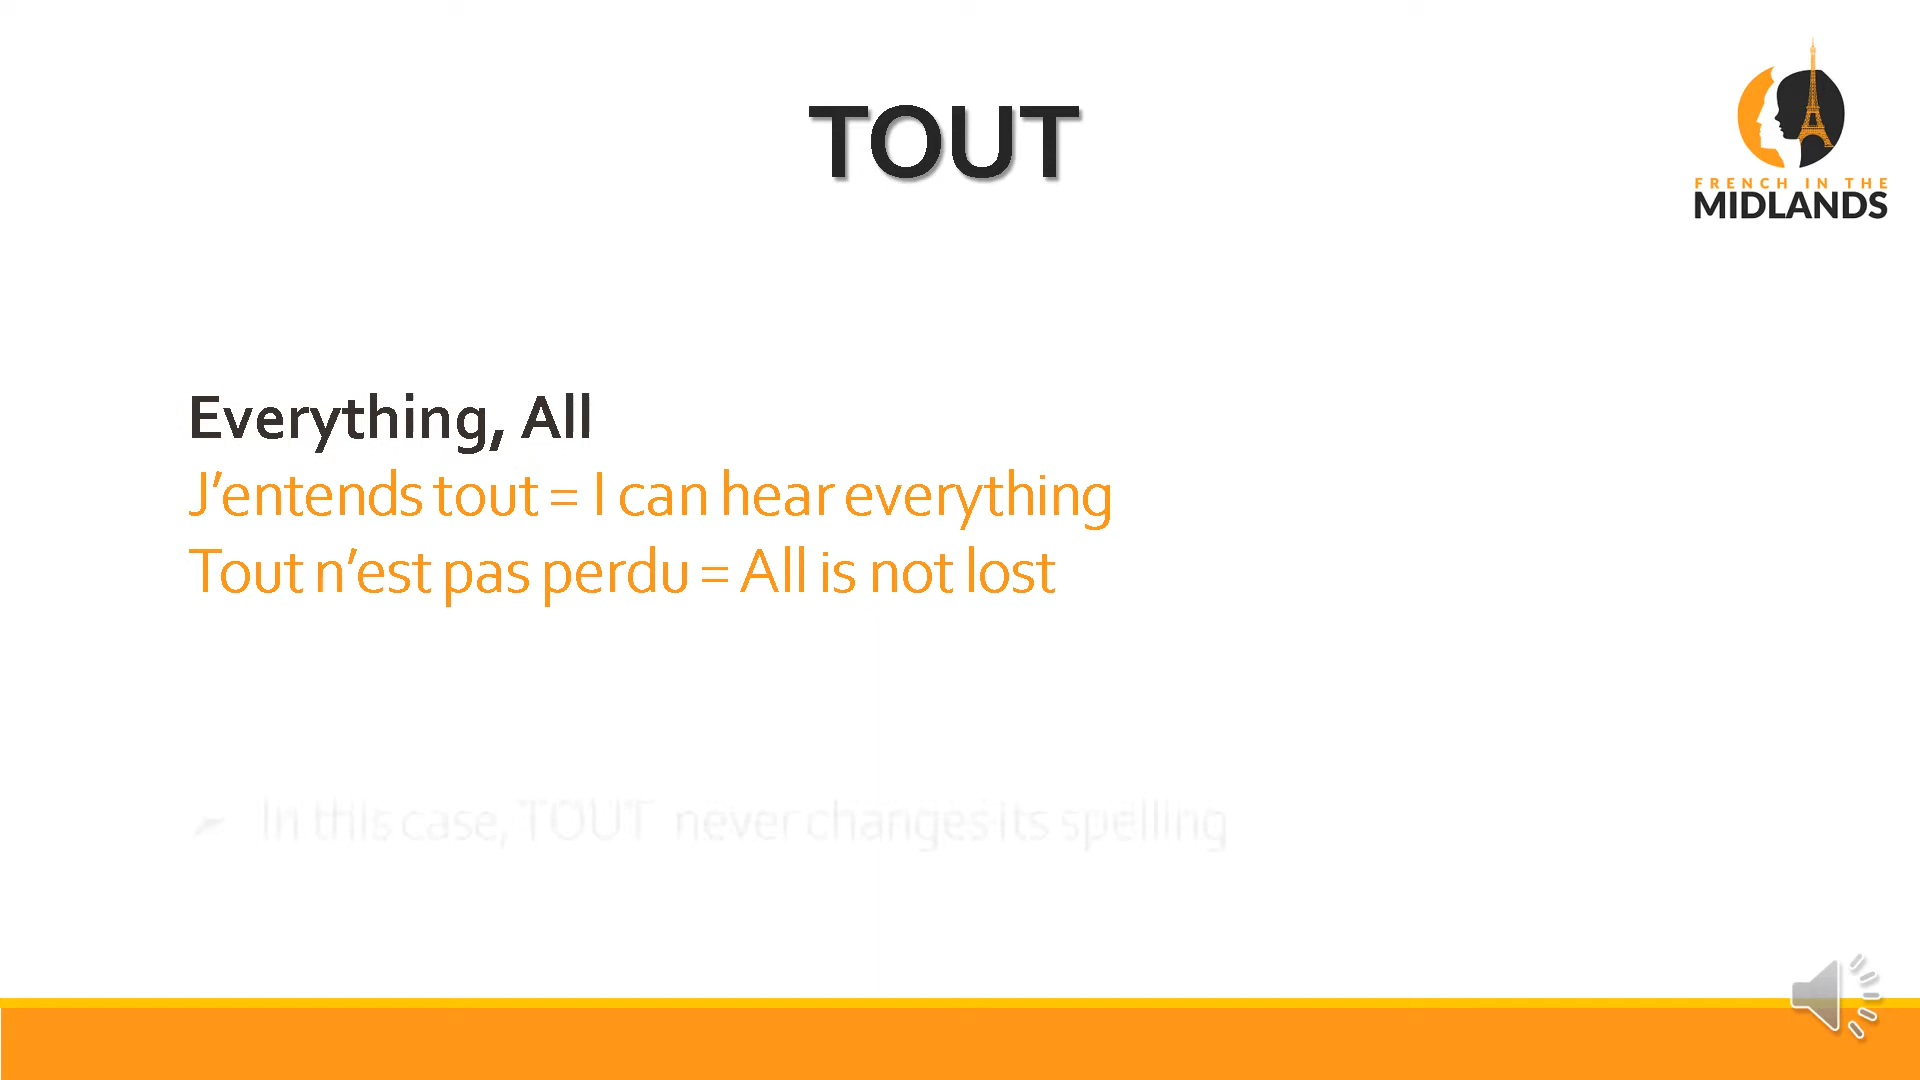 TOUT
FRENCH IN THE
MIDLANDS
Everything, All
J’entends tout = I can hear everything
Tout n’est pas perdu = All is not lost
➢ In this case, TOUT never changes its spelling